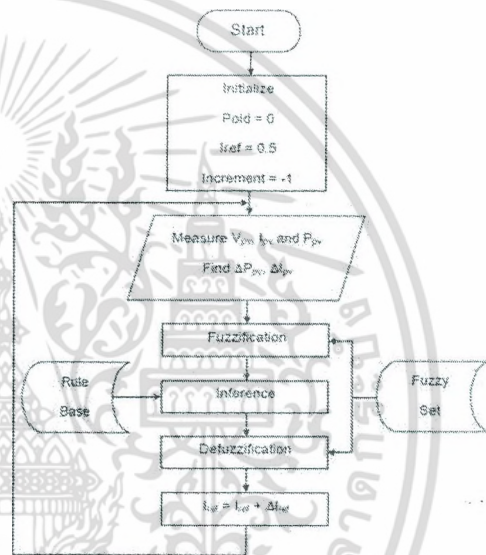 Start
Initialize
Pold = 0
Iref = 0.5
Increment = -1
Measure Vpv, Ipv and Ppv
Find ΔPpv, ΔIpv
Fuzzification
Rule
Base
Inference
Fuzzy
Set
Defuzzification
Iref = Iref + ΔIref